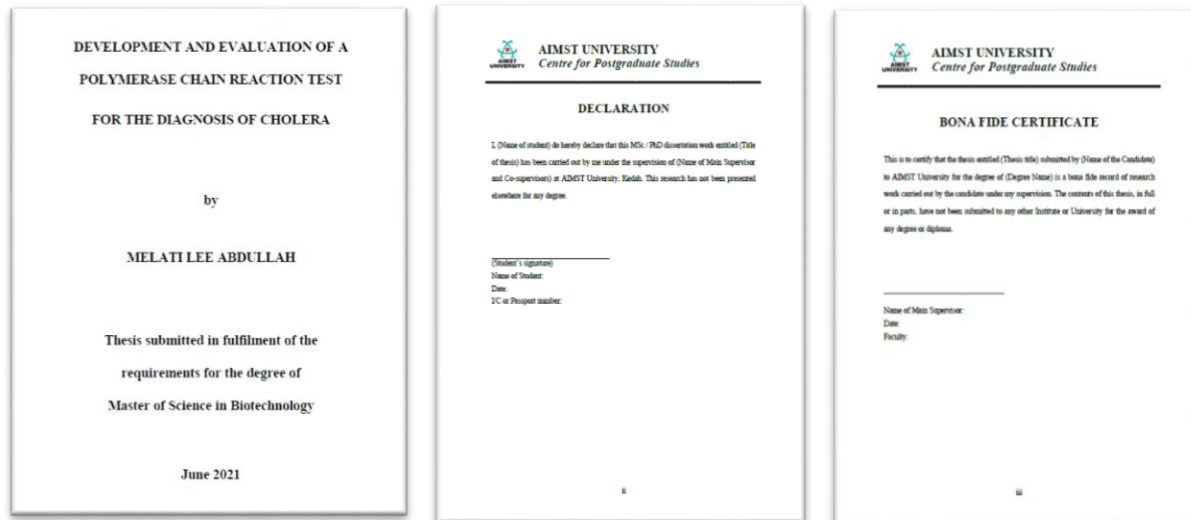 DEVELOPMENT AND EVALUATION OF A
POLYMERASE CHAIN REACTION TEST
FOR THE DIAGNOSIS OF CHOLERA
by
MELATI LEE ABDULLAH
Thesis submitted in fulfilment of the
requirements for the degree of
Master of Science in Biotechnology
June 2021
AIMST
UNIVERSITY
AIMST UNIVERSITY
Centre for Postgraduate Studies
DECLARATION
I, (Name of student) do hereby declare that this MSc / PhD dissertation work entitled (Title
of thesis) has been carried out by me under the supervision of (Name of Main Supervisor
and Co-supervisors) at AIMST University, Kedah. This research has not been presented
elsewhere for any degree.
(Student's signature)
Name of Student:
Date:
I/C or Passport number:
ii
AIMST
UNIVERSITY
AIMST UNIVERSITY
Centre for Postgraduate Studies
BONA FIDE CERTIFICATE
This is to certify that the thesis entitled (Thesis title) submitted by (Name of the Candidate)
to AIMST University for the degree of (Degree Name) is a bona fide record of research
work carried out by the candidate under my supervision. The contents of this thesis, in full
or in parts, have not been submitted to any other Institute or University for the award of
any degree or diploma.
Name of Main Supervisor:
Date:
Faculty:
iii